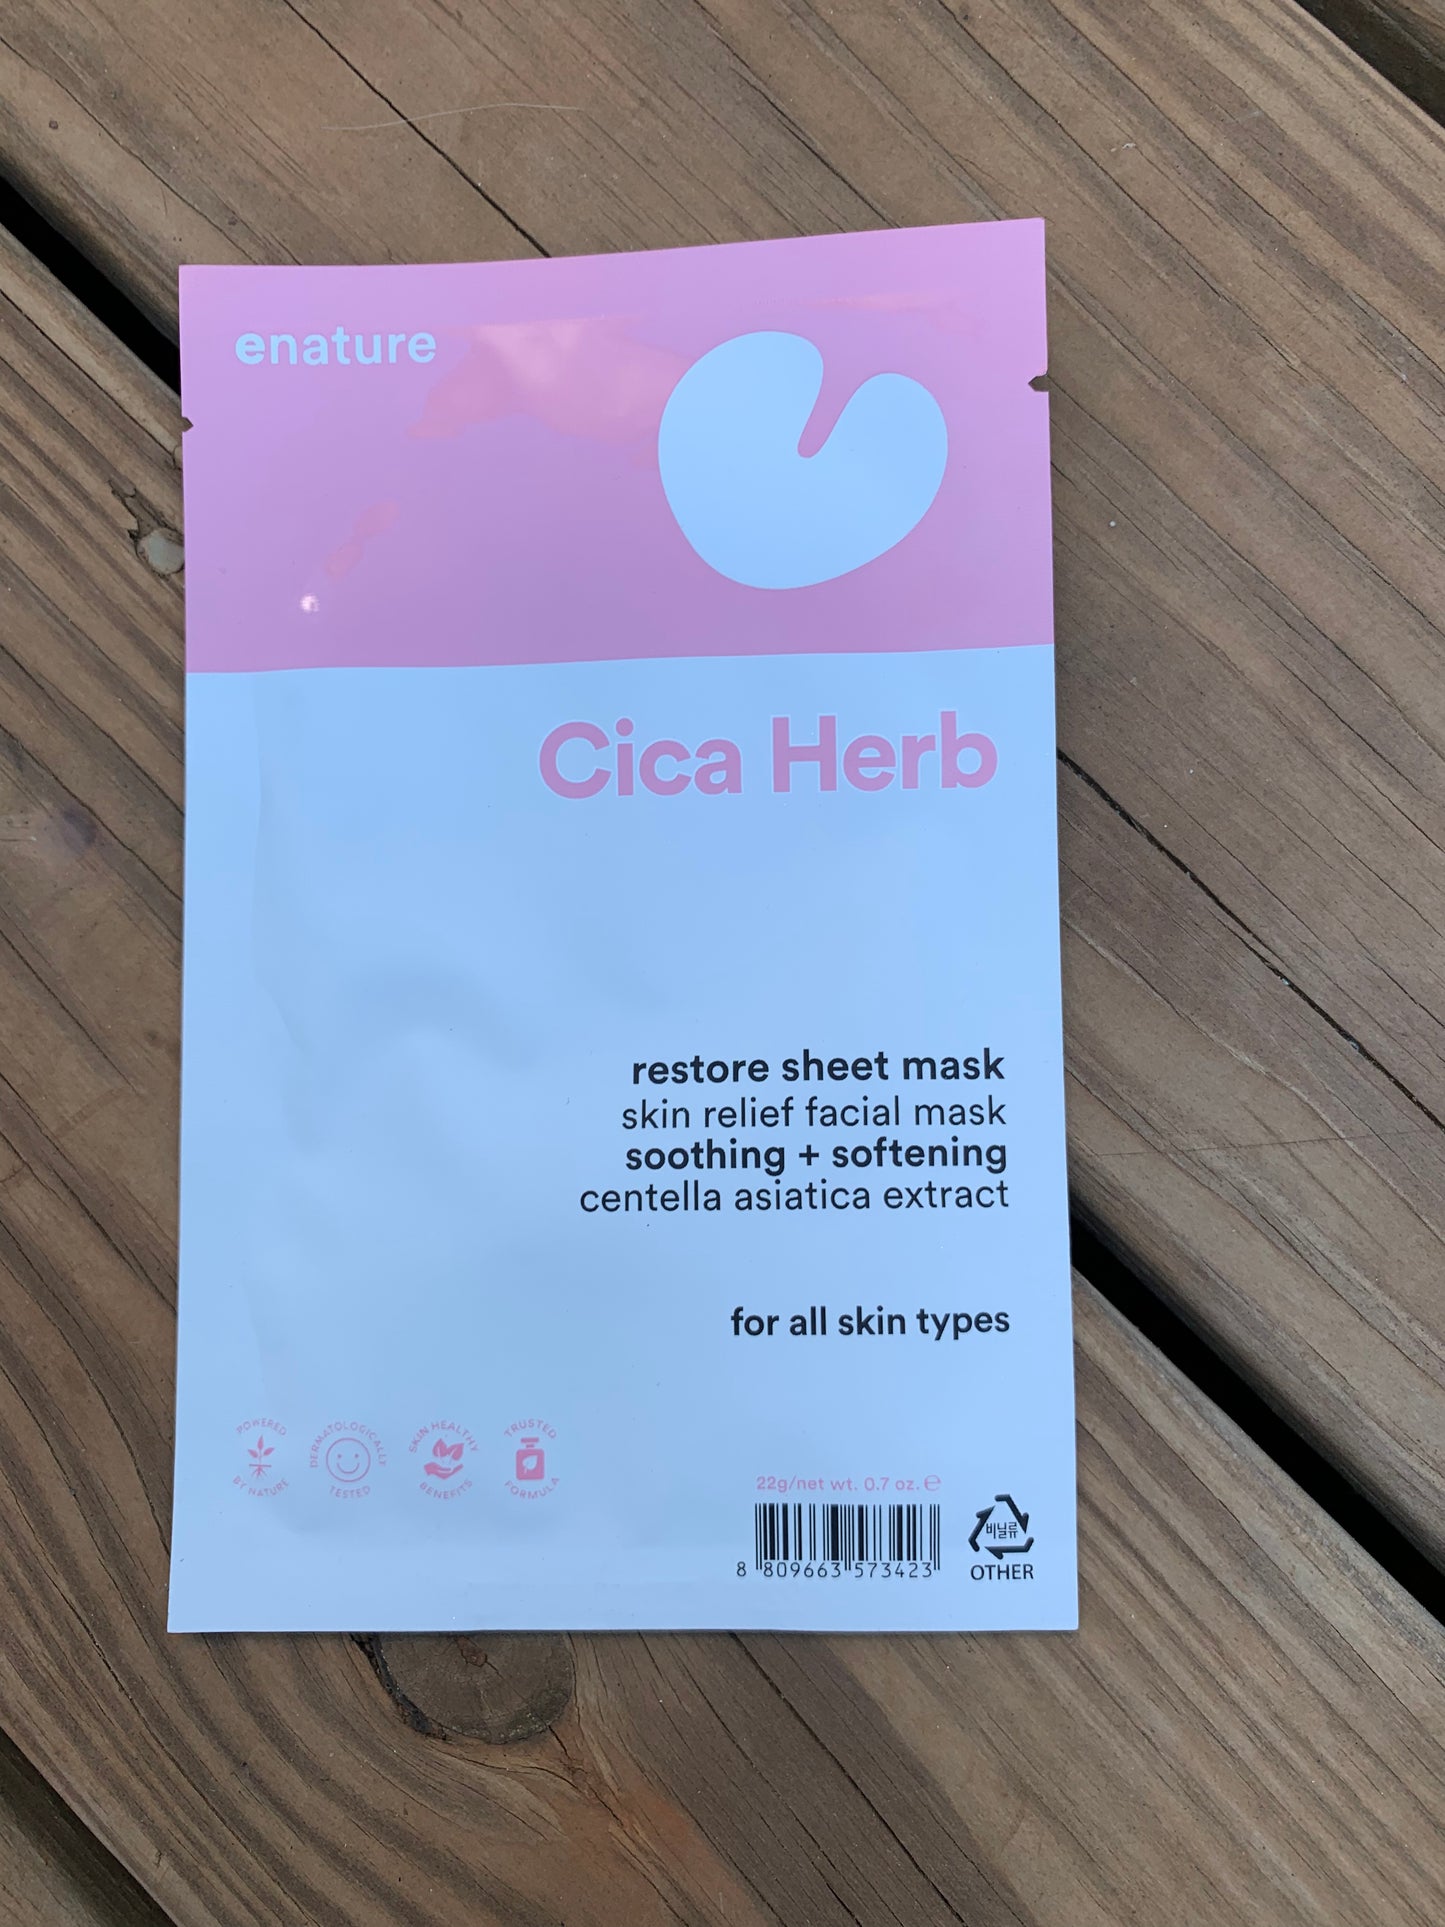 enature
Cica Herb
restore sheet mask
skin relief facial mask
soothing + softening
centella asiatica extract
for all skin types
POWERED
BY NATURE
DERMATOLOGICALLY
TESTED
SKIN HEALTHY
BENEFITS
TRUSTED
FORMULA
22g/net wt. 0.7 oz. ℮
8 809663 573423
비닐류
OTHER